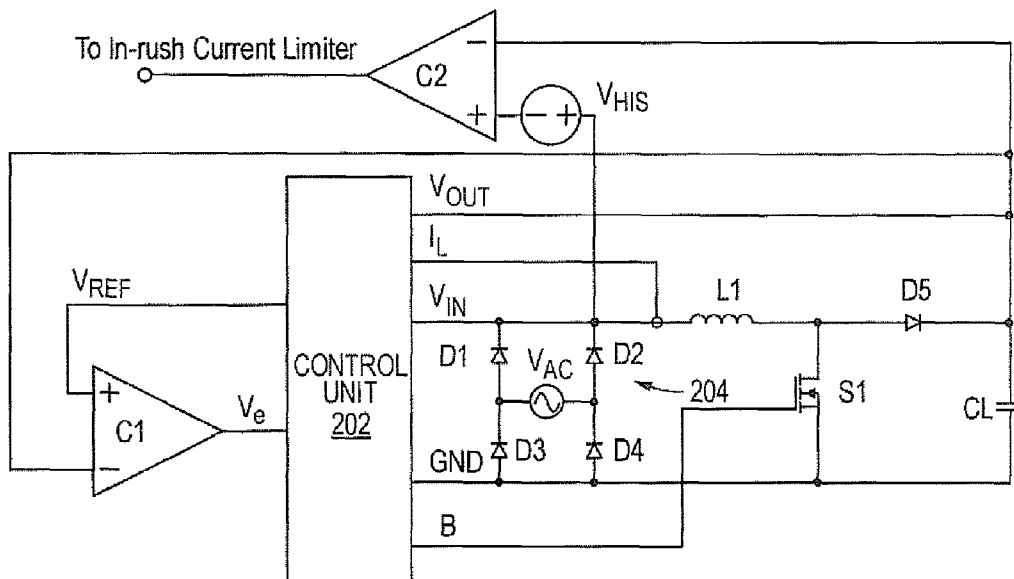 To In-rush Current Limiter
C2
−
+
− +
V_HIS
V_OUT
I_L
V_REF
V_IN
L1
D5
D1
V_AC
D2
CONTROL
UNIT
202
204
S1
CL
+
C1
−
V_e
D3
D4
GND
B